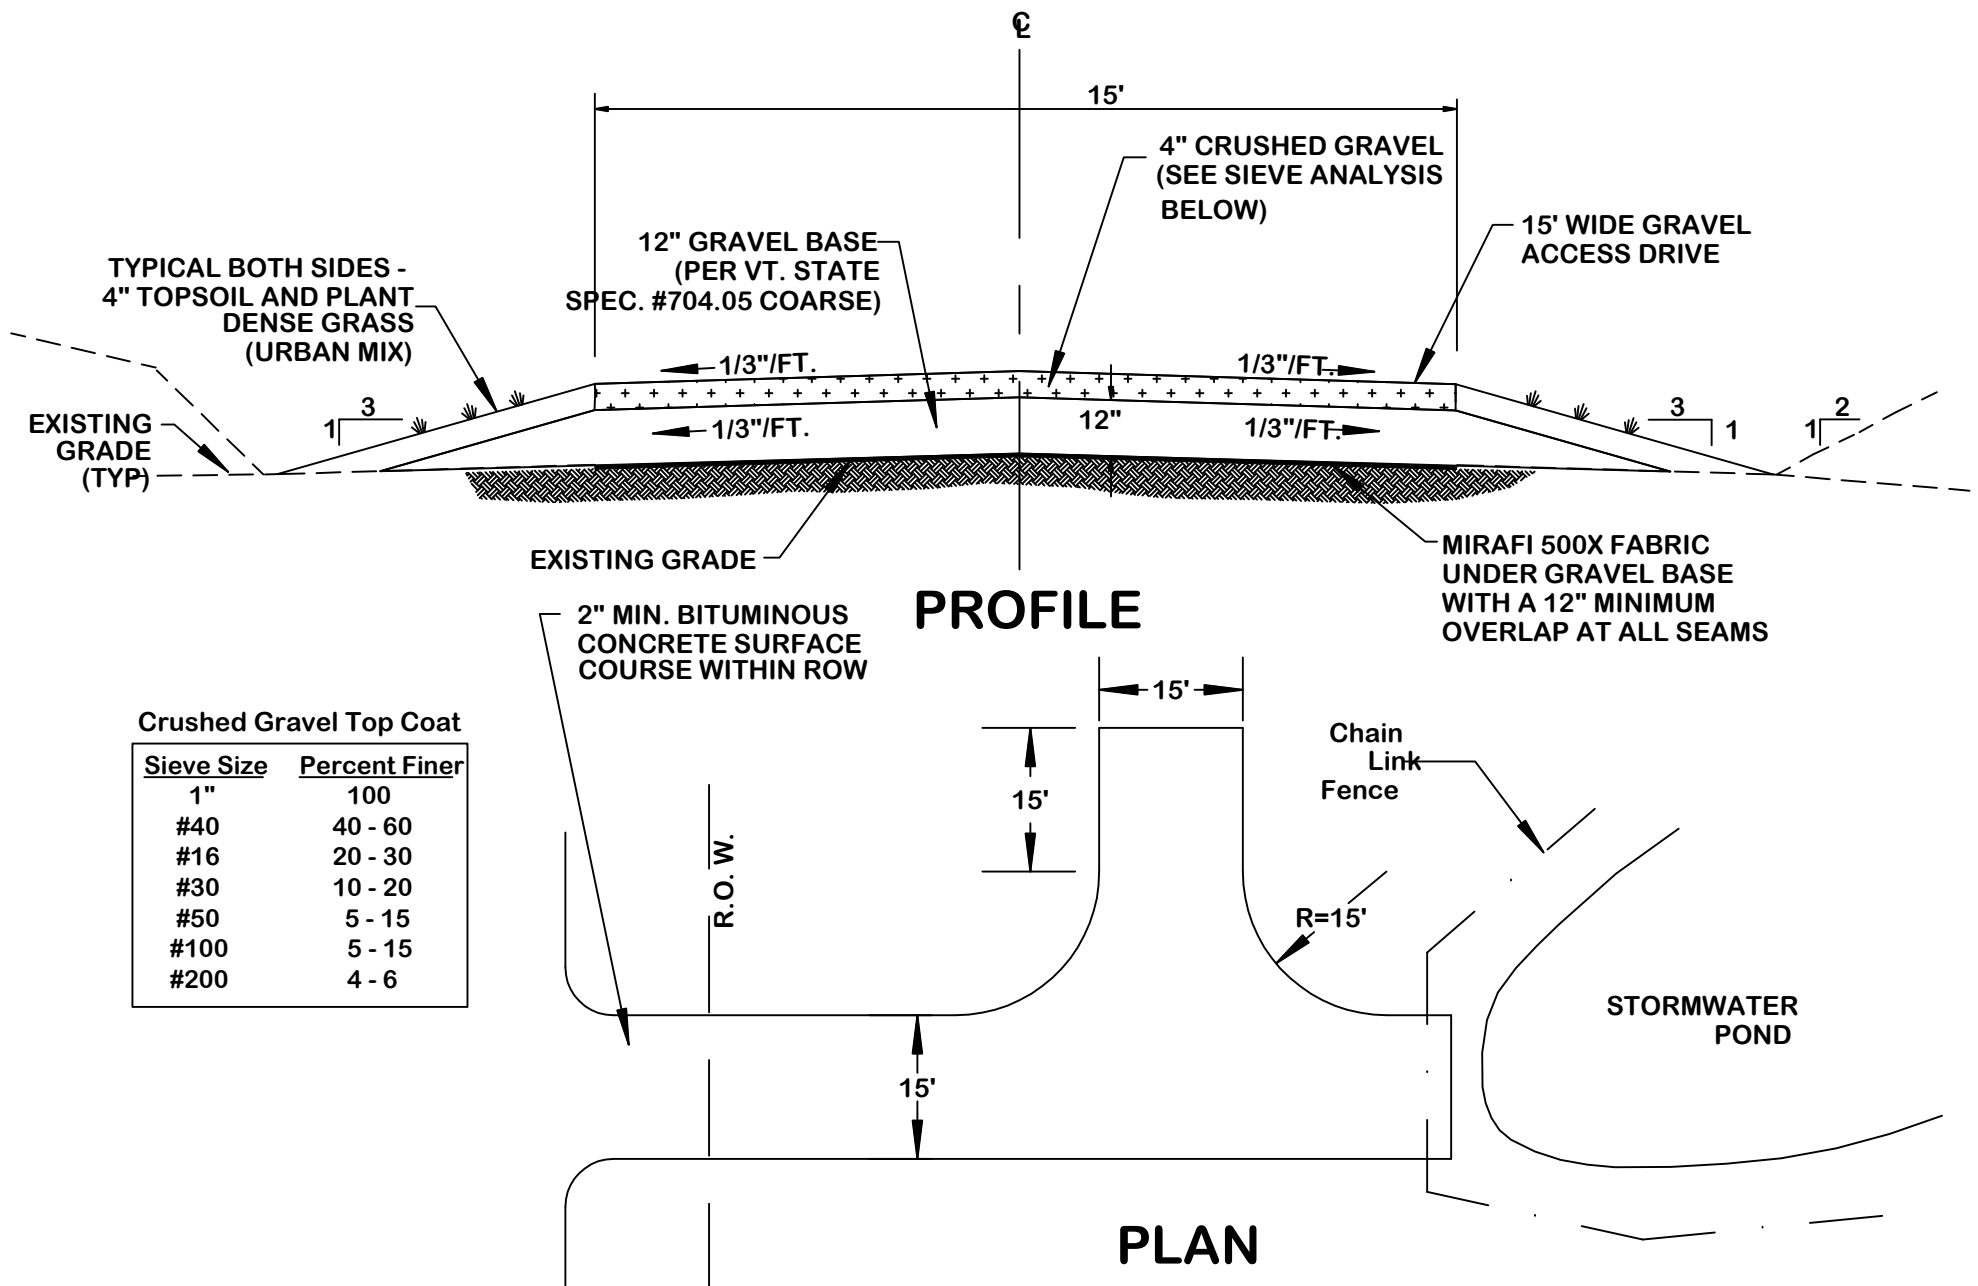 ℄
15'
4" CRUSHED GRAVEL
(SEE SIEVE ANALYSIS
BELOW)
15' WIDE GRAVEL
ACCESS DRIVE
12" GRAVEL BASE
(PER VT. STATE
SPEC. #704.05 COARSE)
TYPICAL BOTH SIDES -
4" TOPSOIL AND PLANT
DENSE GRASS
(URBAN MIX)
1/3"/FT.
1/3"/FT.
EXISTING
GRADE
(TYP)
3
1
12"
1/3"/FT.
1/3"/FT.
3
1
2
1
EXISTING GRADE
MIRAFI 500X FABRIC
UNDER GRAVEL BASE
WITH A 12" MINIMUM
OVERLAP AT ALL SEAMS
PROFILE
2" MIN. BITUMINOUS
CONCRETE SURFACE
COURSE WITHIN ROW
Crushed Gravel Top Coat
Sieve Size Percent Finer
1" 100
#40 40 - 60
#16 20 - 30
#30 10 - 20
#50 5 - 15
#100 5 - 15
#200 4 - 6
15'
15'
Chain
Link
Fence
R.O. W.
R=15'
15'
STORMWATER
POND
PLAN